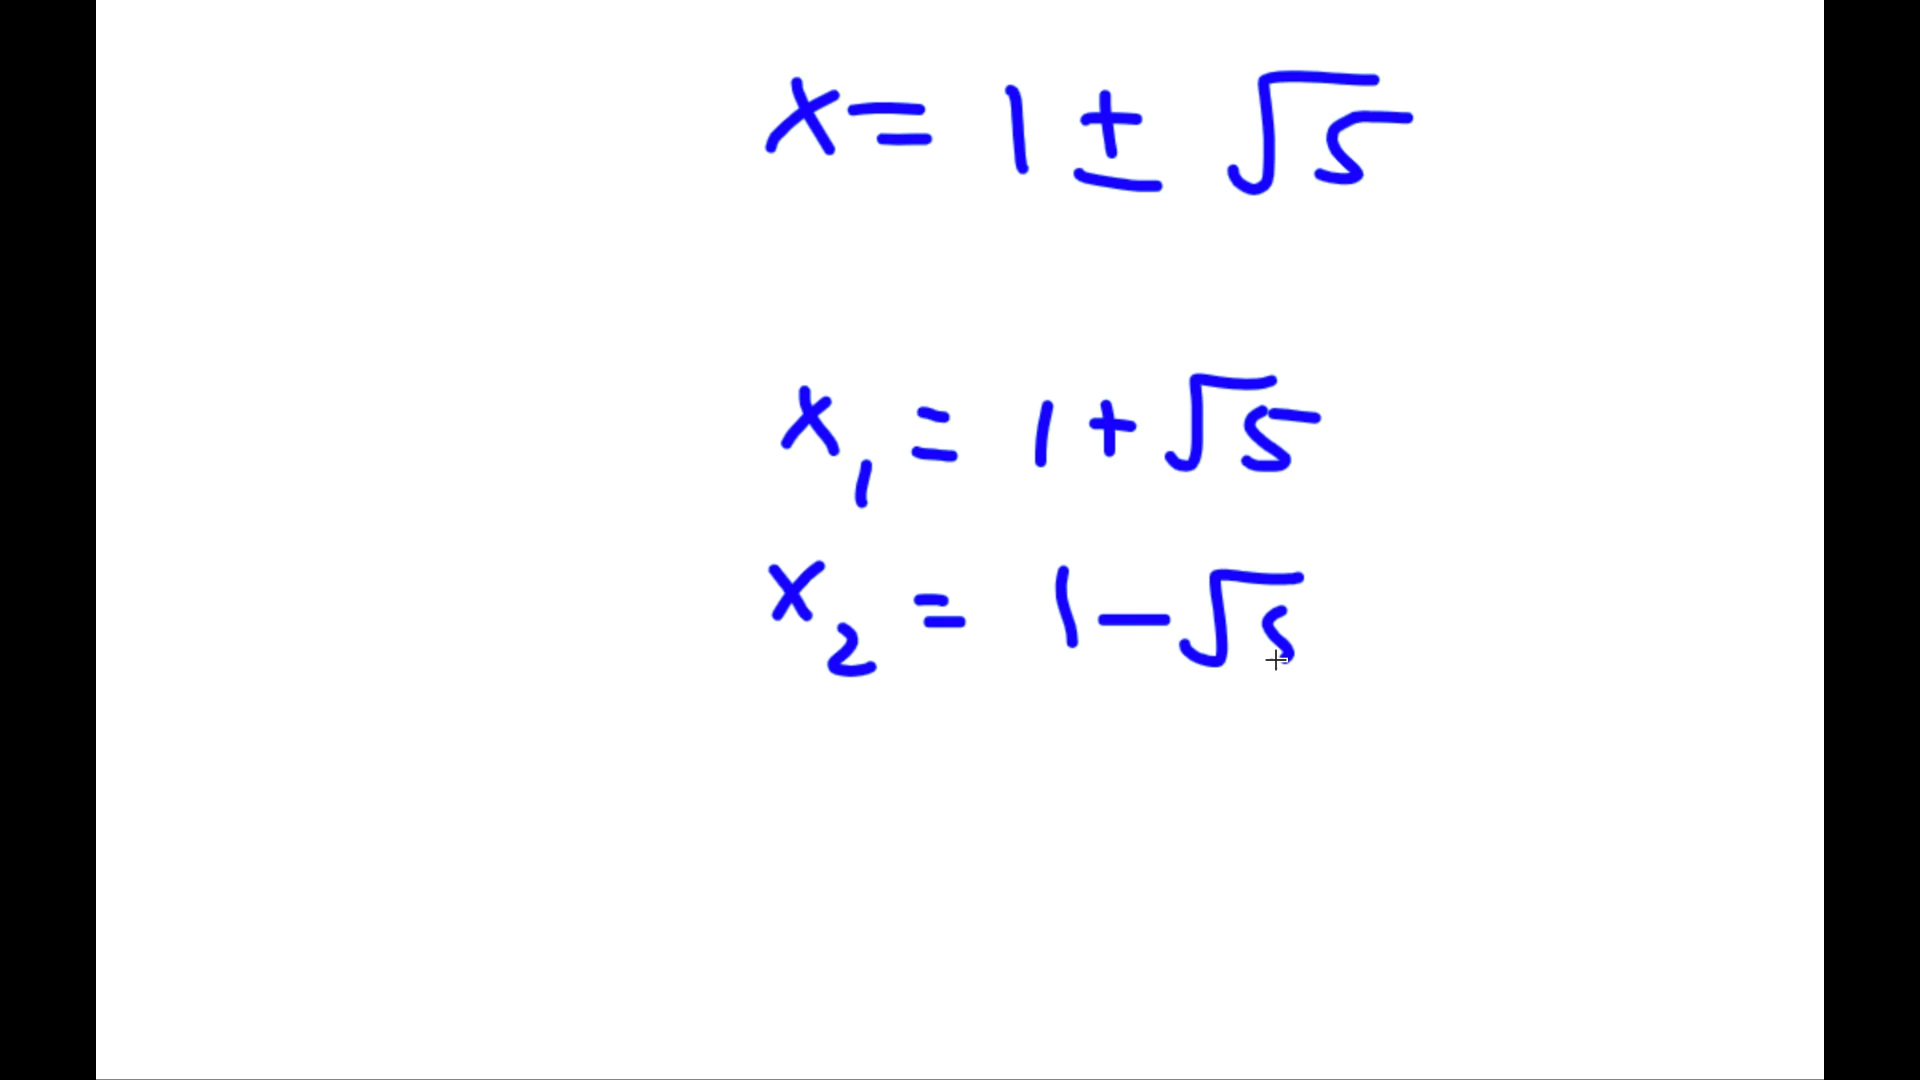 x = 1 ± √5
x₁ = 1 + √5
x₂ = 1 - √5